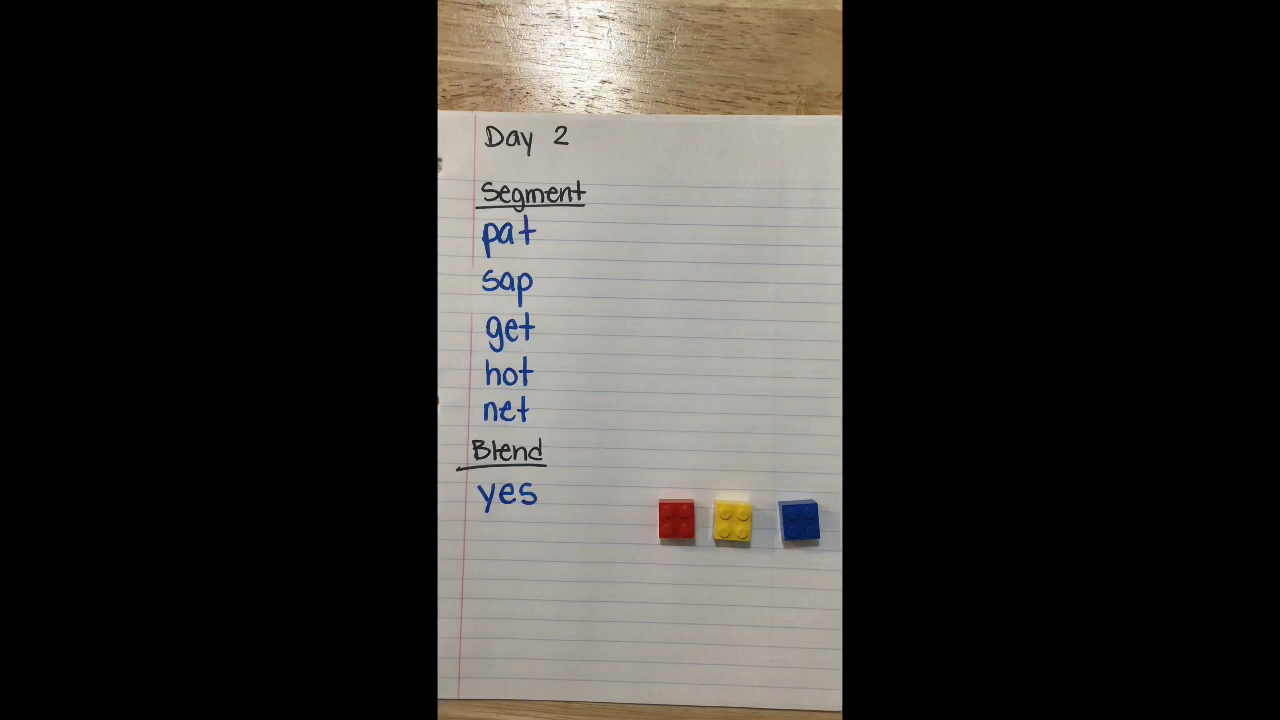 Day 2
Segment
pat
sap
get
hot
net
Blend
yes